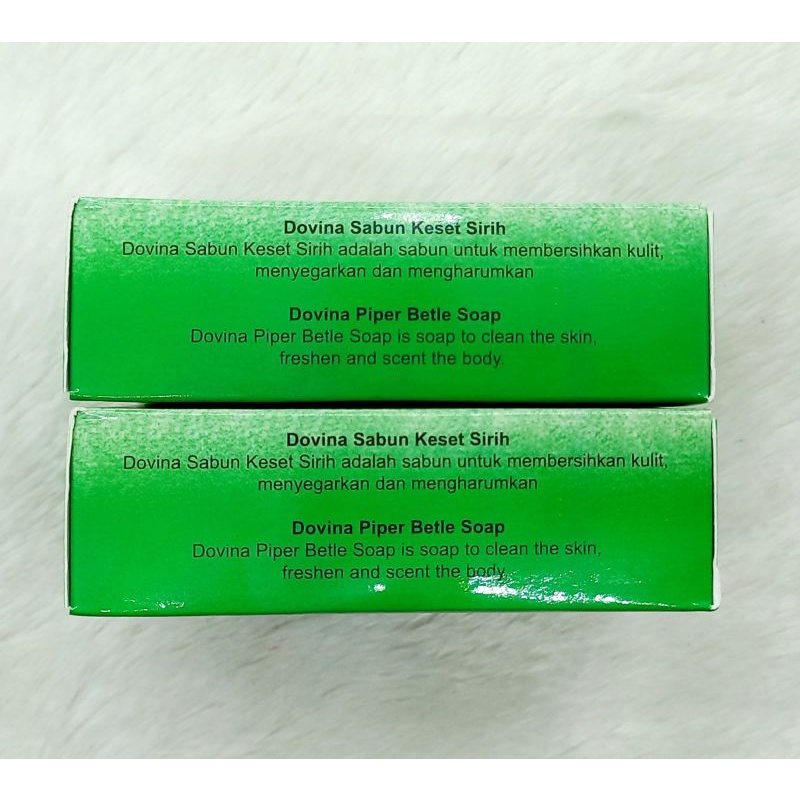 Dovina Sabun Keset Sirih
Dovina Sabun Keset Sirih adalah sabun untuk membersihkan kulit,
menyegarkan dan mengharumkan
Dovina Piper Betle Soap
Dovina Piper Betle Soap is soap to clean the skin,
freshen and scent the body.
Dovina Sabun Keset Sirih
Dovina Sabun Keset Sirih adalah sabun untuk membersihkan kulit,
menyegarkan dan mengharumkan
Dovina Piper Betle Soap
Dovina Piper Betle Soap is soap to clean the skin,
freshen and scent the body.